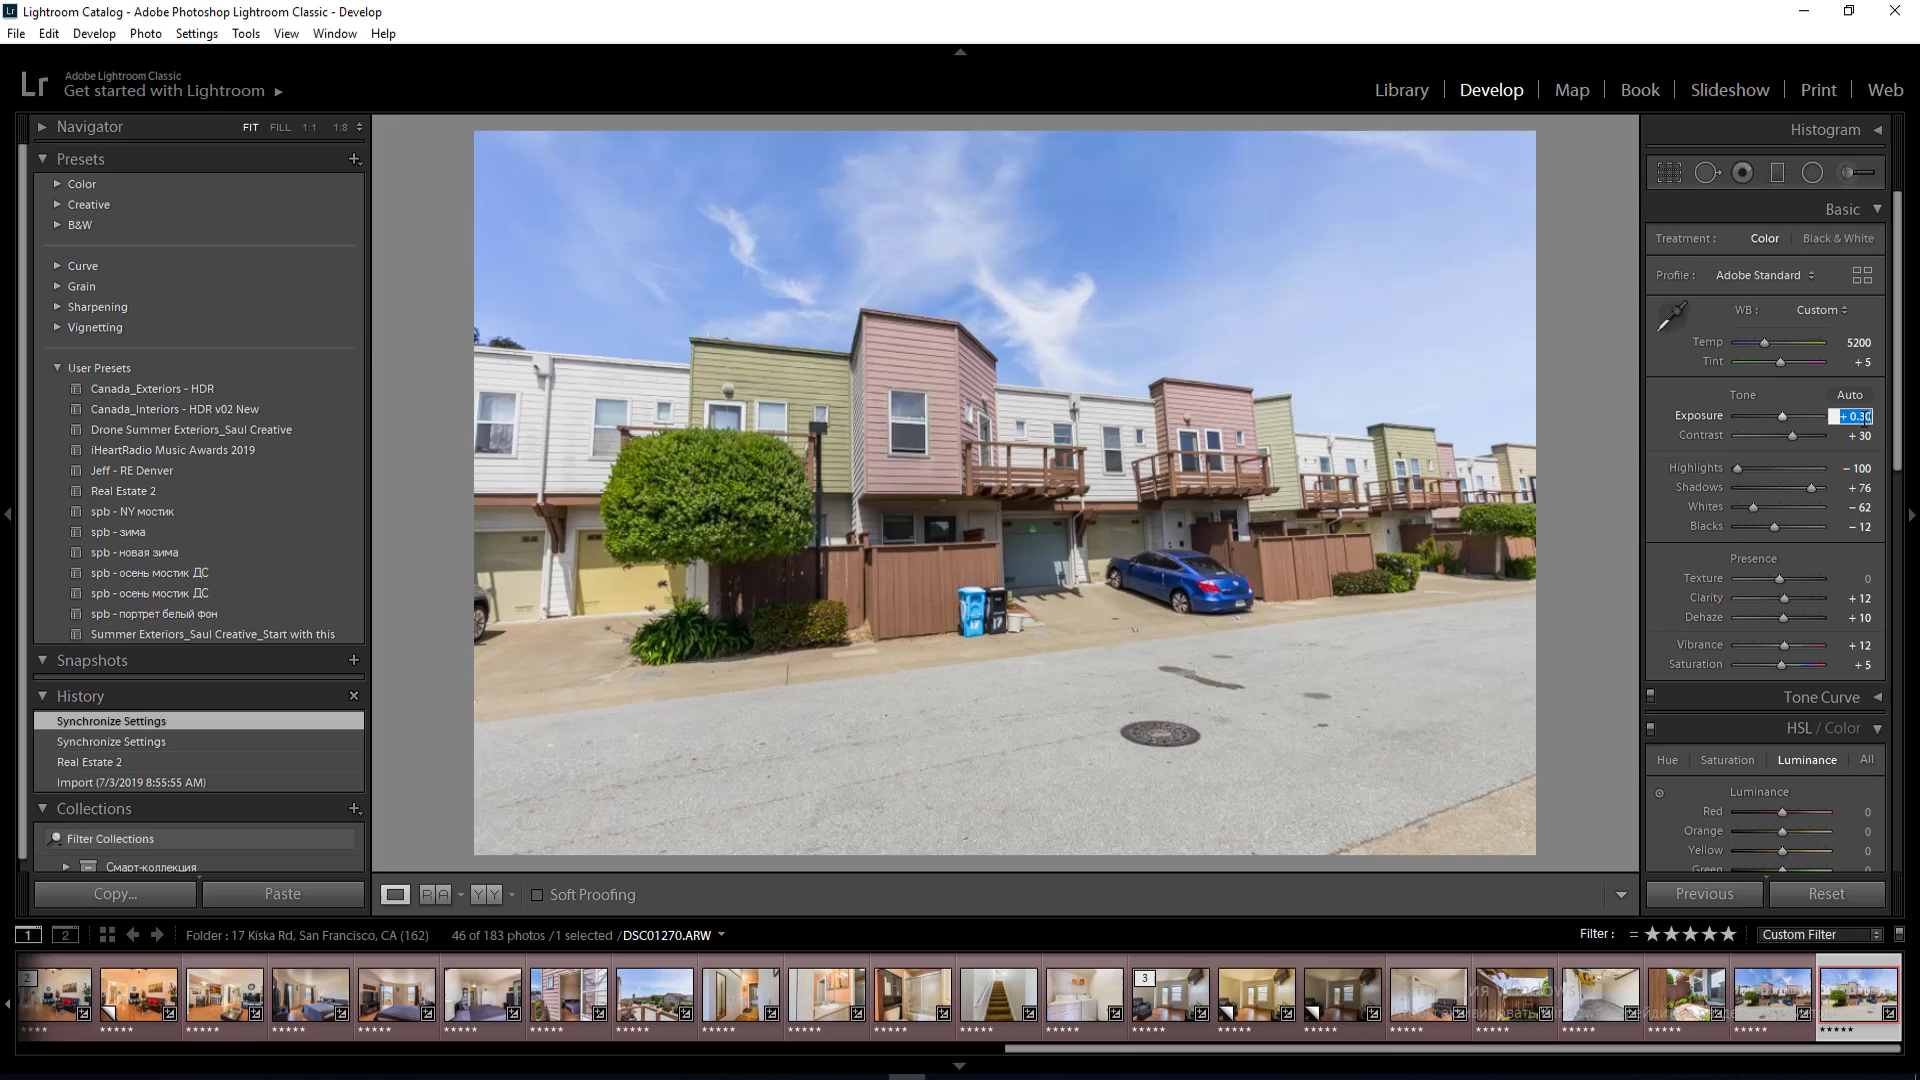 Lightroom Catalog - Adobe Photoshop Lightroom Classic - Develop
File Edit Develop Photo Settings Tools View Window Help
Lr Adobe Lightroom Classic
Get started with Lightroom
Library Develop Map Book Slideshow Print Web
Navigator FIT FILL 1:1 1:8
Presets
Color
Creative
B&W
Curve
Grain
Sharpening
Vignetting
User Presets
Canada_Exteriors - HDR
Canada_Interiors - HDR v02 New
Drone Summer Exteriors_Saul Creative
iHeartRadio Music Awards 2019
Jeff - RE Denver
Real Estate 2
spb - NY мостик
spb - зима
spb - новая зима
spb - осень мостик ДС
spb - осень мостик ДС
spb - портрет белый фон
Summer Exteriors_Saul Creative_Start with this
Snapshots
History
Synchronize Settings
Synchronize Settings
Real Estate 2
Import (7/3/2019 8:55:55 AM)
Collections
Filter Collections
Смарт-коллекция
Copy... Paste
Soft Proofing
Histogram
Basic
Treatment : Color Black & White
Profile : Adobe Standard
WB : Custom
Temp 5200
Tint + 5
Tone Auto
Exposure + 0.30
Contrast + 30
Highlights − 100
Shadows + 76
Whites − 62
Blacks − 12
Presence
Texture 0
Clarity + 12
Dehaze + 10
Vibrance + 12
Saturation + 5
Tone Curve
HSL / Color
Hue Saturation Luminance All
Luminance
Red 0
Orange 0
Yellow 0
Green
Previous Reset
1 2 Folder : 17 Kiska Rd, San Francisco, CA (162) 46 of 183 photos /1 selected /DSC01270.ARW Filter : Custom Filter
2
3